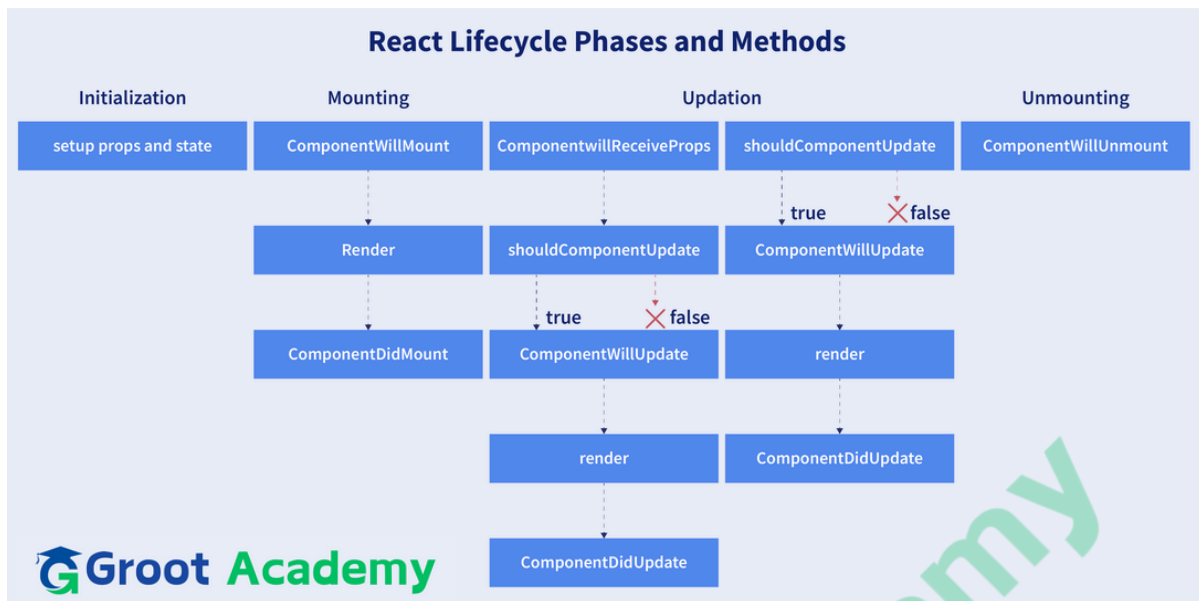 React Lifecycle Phases and Methods
Initialization Mounting Updation Unmounting
setup props and state ComponentWillMount ComponentwillReceiveProps shouldComponentUpdate ComponentWillUnmount
true false
Render shouldComponentUpdate ComponentWillUpdate
true false
ComponentDidMount ComponentWillUpdate render
render ComponentDidUpdate
ComponentDidUpdate
Groot Academy